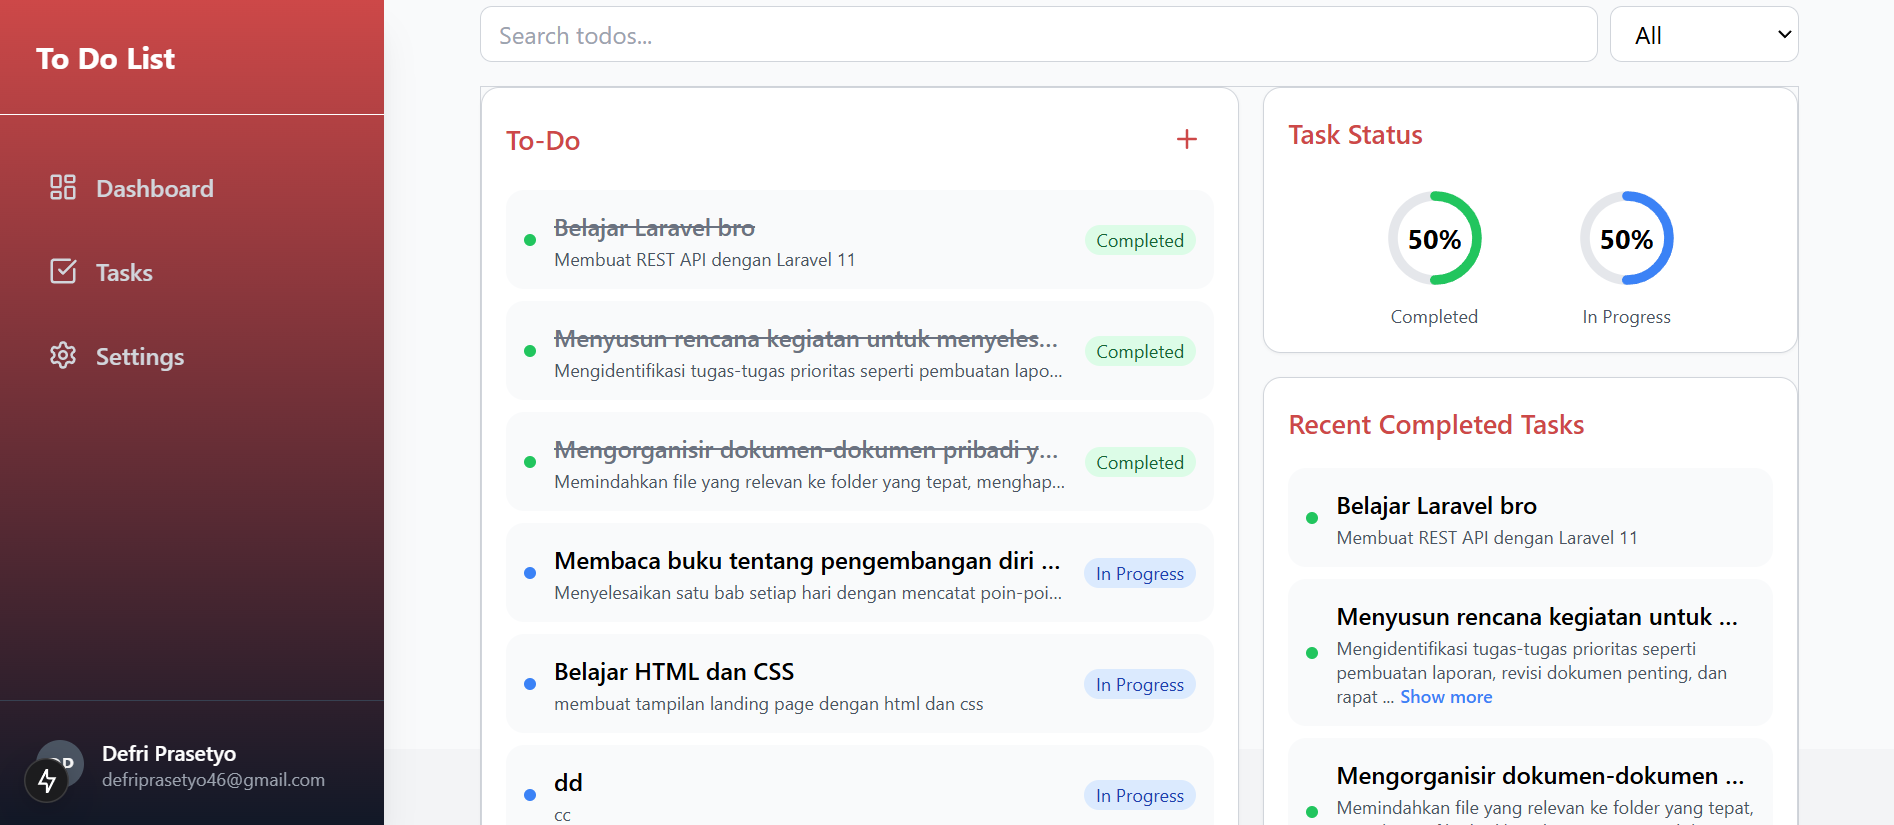 To Do List
Dashboard
Tasks
Settings
Defri Prasetyo
defriprasetyo46@gmail.com
Search todos...
All
To-Do
Belajar Laravel bro
Membuat REST API dengan Laravel 11
Completed
Menyusun rencana kegiatan untuk menyeles...
Mengidentifikasi tugas-tugas prioritas seperti pembuatan lapo...
Completed
Mengorganisir dokumen-dokumen pribadi y...
Memindahkan file yang relevan ke folder yang tepat, menghap...
Completed
Membaca buku tentang pengembangan diri ...
Menyelesaikan satu bab setiap hari dengan mencatat poin-poi...
In Progress
Belajar HTML dan CSS
membuat tampilan landing page dengan html dan css
In Progress
dd
cc
In Progress
Task Status
50%
Completed
50%
In Progress
Recent Completed Tasks
Belajar Laravel bro
Membuat REST API dengan Laravel 11
Menyusun rencana kegiatan untuk ...
Mengidentifikasi tugas-tugas prioritas seperti
pembuatan laporan, revisi dokumen penting, dan
rapat ... Show more
Mengorganisir dokumen-dokumen ...
Memindahkan file yang relevan ke folder yang tepat,